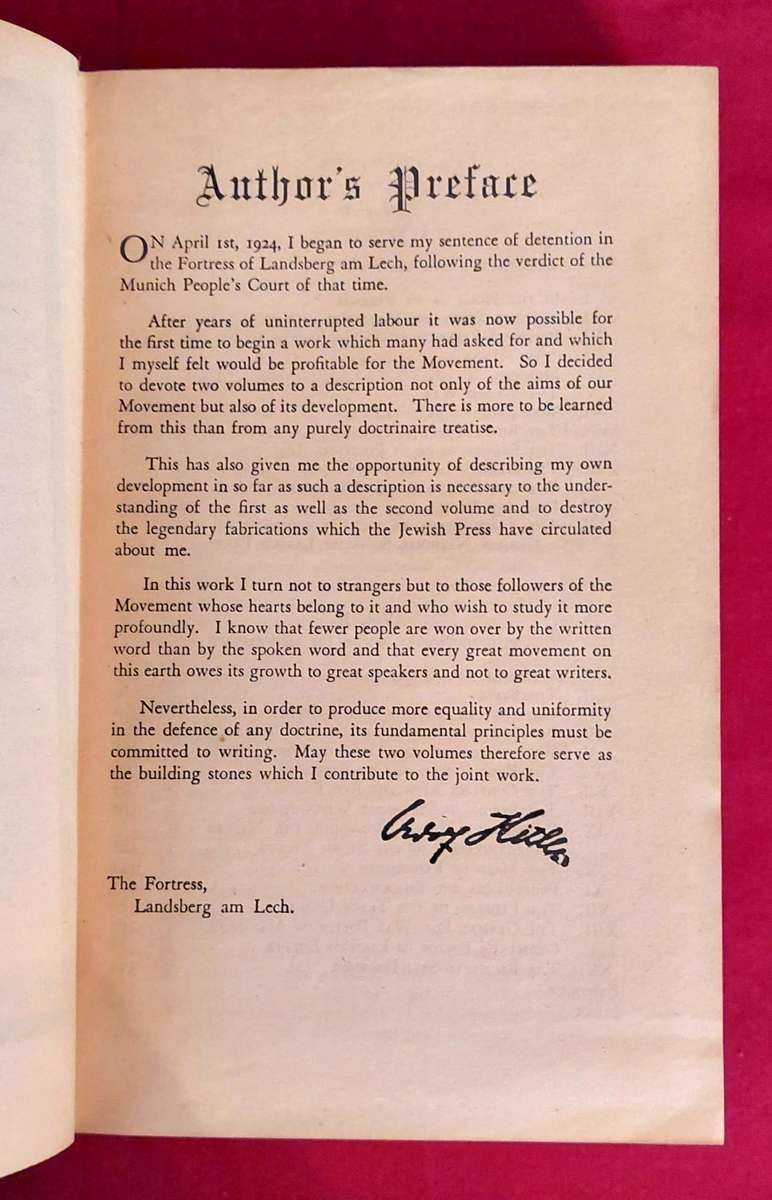 Author's Preface
ON April 1st, 1924, I began to serve my sentence of detention in
the Fortress of Landsberg am Lech, following the verdict of the
Munich People's Court of that time.
After years of uninterrupted labour it was now possible for
the first time to begin a work which many had asked for and which
I myself felt would be profitable for the Movement. So I decided
to devote two volumes to a description not only of the aims of our
Movement but also of its development. There is more to be learned
from this than from any purely doctrinaire treatise.
This has also given me the opportunity of describing my own
development in so far as such a description is necessary to the under-
standing of the first as well as the second volume and to destroy
the legendary fabrications which the Jewish Press have circulated
about me.
In this work I turn not to strangers but to those followers of the
Movement whose hearts belong to it and who wish to study it more
profoundly. I know that fewer people are won over by the written
word than by the spoken word and that every great movement on
this earth owes its growth to great speakers and not to great writers.
Nevertheless, in order to produce more equality and uniformity
in the defence of any doctrine, its fundamental principles must be
committed to writing. May these two volumes therefore serve as
the building stones which I contribute to the joint work.
Adolf Hitler
The Fortress,
Landsberg am Lech.